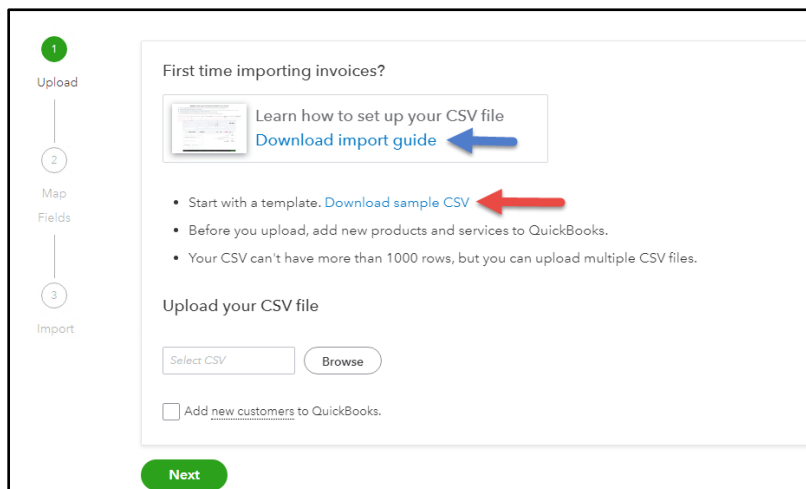 1
Upload
2
Map
Fields
3
Import
First time importing invoices?
Learn how to set up your CSV file
Download import guide
Start with a template. Download sample CSV
Before you upload, add new products and services to QuickBooks.
Your CSV can't have more than 1000 rows, but you can upload multiple CSV files.
Upload your CSV file
Select CSV
Browse
Add new customers to QuickBooks.
Next